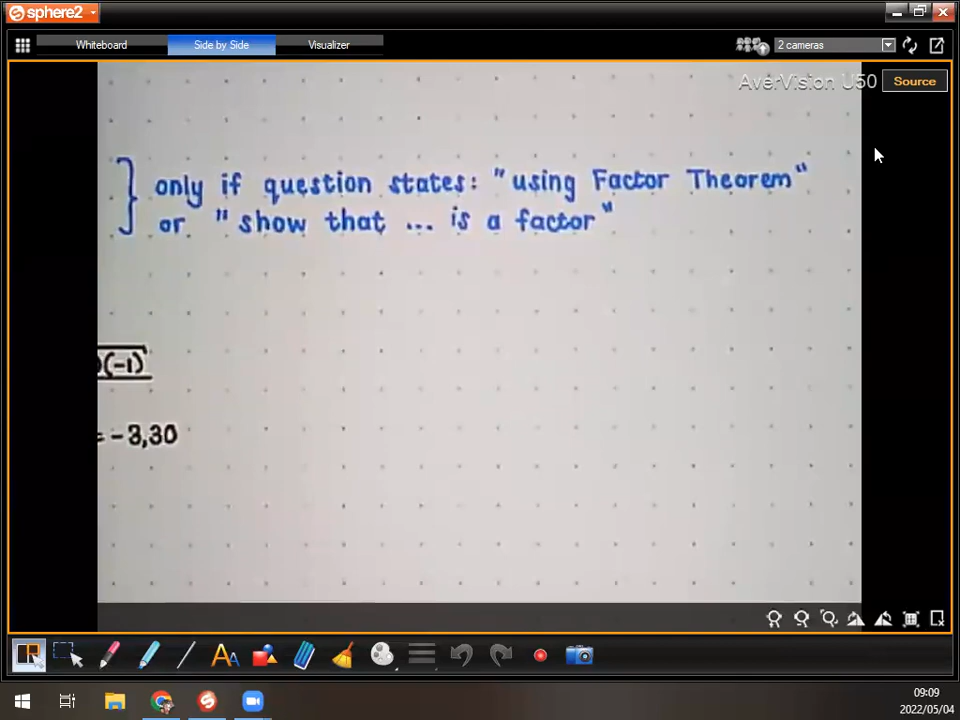 sphere2
Whiteboard
Side by Side
Visualizer
2 cameras
AverVision U50
Source
} only if question states: "using Factor Theorem"
or "show that ... is a factor"
)(-1)
= -3,30
09:09
2022/05/04